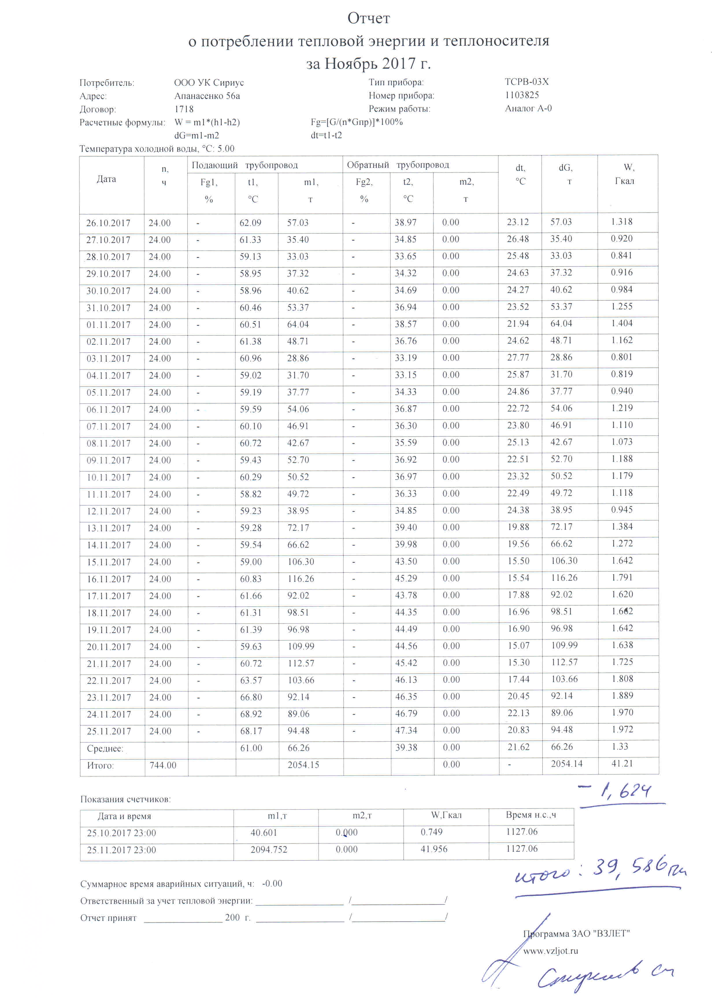 Отчет
о потреблении тепловой энергии и теплоносителя
за Ноябрь 2017 г.
Потребитель: ООО УК Сириус Тип прибора: ТСРВ-03Х
Адрес: Апанасенко 56а Номер прибора: 1103825
Договор: 1718 Режим работы: Аналог А-0
Расчетные формулы: W = m1*(h1-h2) Fg=[G/(n*Gпр)]*100%
dG=m1-m2 dt=t1-t2
Температура холодной воды, °C: 5.00
Дата n, ч Подающий трубопровод Обратный трубопровод dt, °C dG, т W, Гкал
Fg1, % t1, °C m1, т Fg2, % t2, °C m2, т
26.10.2017 24.00 - 62.09 57.03 - 38.97 0.00 23.12 57.03 1.318
27.10.2017 24.00 - 61.33 35.40 - 34.85 0.00 26.48 35.40 0.920
28.10.2017 24.00 - 59.13 33.03 - 33.65 0.00 25.48 33.03 0.841
29.10.2017 24.00 - 58.95 37.32 - 34.32 0.00 24.63 37.32 0.916
30.10.2017 24.00 - 58.96 40.62 - 34.69 0.00 24.27 40.62 0.984
31.10.2017 24.00 - 60.46 53.37 - 36.94 0.00 23.52 53.37 1.255
01.11.2017 24.00 - 60.51 64.04 - 38.57 0.00 21.94 64.04 1.404
02.11.2017 24.00 - 61.38 48.71 - 36.76 0.00 24.62 48.71 1.162
03.11.2017 24.00 - 60.96 28.86 - 33.19 0.00 27.77 28.86 0.801
04.11.2017 24.00 - 59.02 31.70 - 33.15 0.00 25.87 31.70 0.819
05.11.2017 24.00 - 59.19 37.77 - 34.33 0.00 24.86 37.77 0.940
06.11.2017 24.00 - 59.59 54.06 - 36.87 0.00 22.72 54.06 1.219
07.11.2017 24.00 - 60.10 46.91 - 36.30 0.00 23.80 46.91 1.110
08.11.2017 24.00 - 60.72 42.67 - 35.59 0.00 25.13 42.67 1.073
09.11.2017 24.00 - 59.43 52.70 - 36.92 0.00 22.51 52.70 1.188
10.11.2017 24.00 - 60.29 50.52 - 36.97 0.00 23.32 50.52 1.179
11.11.2017 24.00 - 58.82 49.72 - 36.33 0.00 22.49 49.72 1.118
12.11.2017 24.00 - 59.23 38.95 - 34.85 0.00 24.38 38.95 0.945
13.11.2017 24.00 - 59.28 72.17 - 39.40 0.00 19.88 72.17 1.384
14.11.2017 24.00 - 59.54 66.62 - 39.98 0.00 19.56 66.62 1.272
15.11.2017 24.00 - 59.00 106.30 - 43.50 0.00 15.50 106.30 1.642
16.11.2017 24.00 - 60.83 116.26 - 45.29 0.00 15.54 116.26 1.791
17.11.2017 24.00 - 61.66 92.02 - 43.78 0.00 17.88 92.02 1.620
18.11.2017 24.00 - 61.31 98.51 - 44.35 0.00 16.96 98.51
19.11.2017 24.00 - 61.39 96.98 - 44.49 0.00 16.90 96.98 1.642
20.11.2017 24.00 - 59.63 109.99 - 44.56 0.00 15.07 109.99 1.638
21.11.2017 24.00 - 60.72 112.57 - 45.42 0.00 15.30 112.57 1.725
22.11.2017 24.00 - 63.57 103.66 - 46.13 0.00 17.44 103.66 1.808
23.11.2017 24.00 - 66.80 92.14 - 46.35 0.00 20.45 92.14 1.889
24.11.2017 24.00 - 68.92 89.06 - 46.79 0.00 22.13 89.06 1.970
25.11.2017 24.00 - 68.17 94.48 - 47.34 0.00 20.83 94.48 1.972
Среднее: 61.00 66.26 39.38 0.00 21.62 66.26 1.33
Итого: 744.00 2054.15 0.00 - 2054.14 41.21
– 1,624
Показания счетчиков:
Дата и время m1,т m2,т W,Гкал Время н.с.,ч
25.10.2017 23:00 40.601 0.000 0.749 1127.06
25.11.2017 23:00 2094.752 0.000 41.956 1127.06
итого: 39,586
Суммарное время аварийных ситуаций, ч: -0.00
Ответственный за учет тепловой энергии: / /
Отчет принят 200 г. / /
Программа ЗАО "ВЗЛЕТ"
www.vzljot.ru